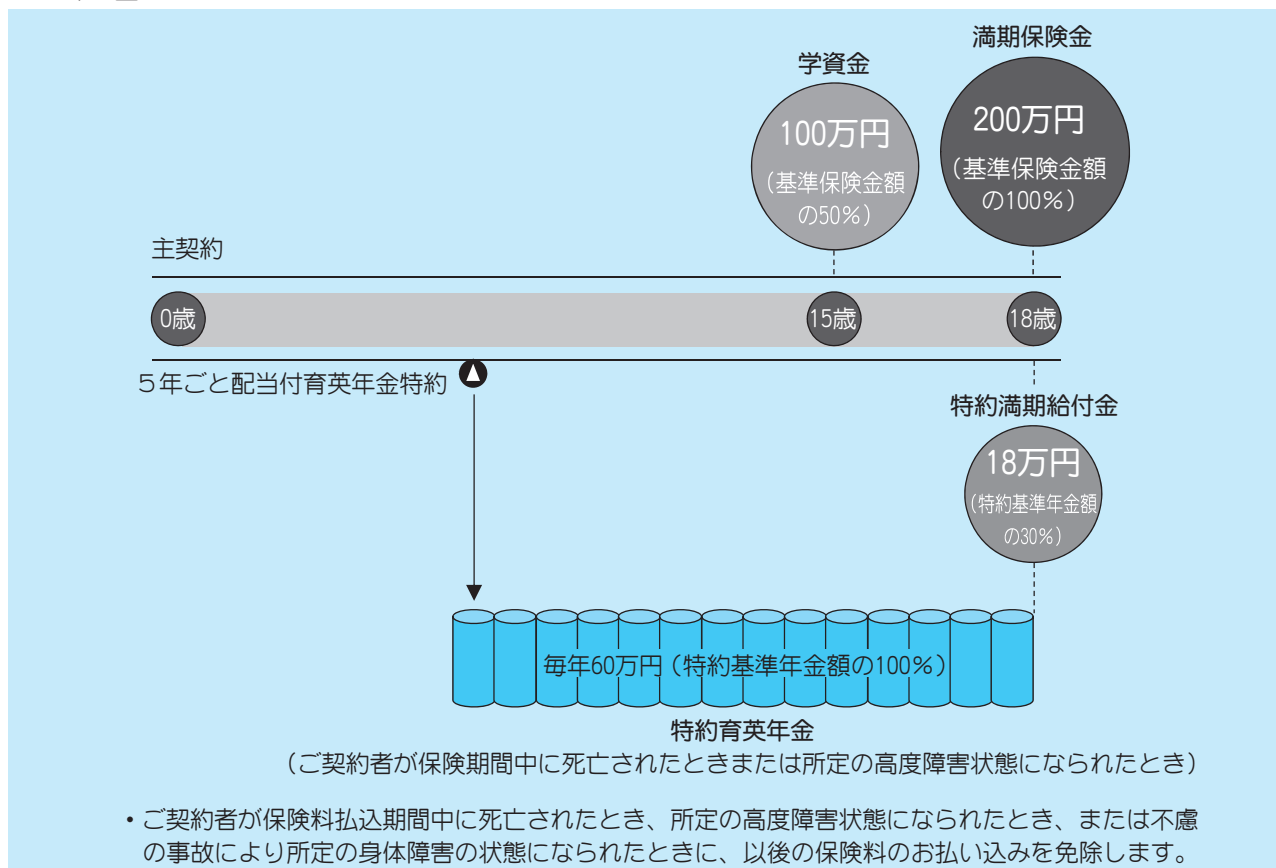 満期保険金
学資金
200万円
（基準保険金額
の100％）
100万円
（基準保険金額
の50％）
主契約
0歳
15歳
18歳
５年ごと配当付育英年金特約
特約満期給付金
18万円
（特約基準年金額
の30％）
毎年60万円（特約基準年金額の100％）
特約育英年金
（ご契約者が保険期間中に死亡されたときまたは所定の高度障害状態になられたとき）
・ご契約者が保険料払込期間中に死亡されたとき、所定の高度障害状態になられたとき、または不慮
の事故により所定の身体障害の状態になられたときに、以後の保険料のお払い込みを免除します。